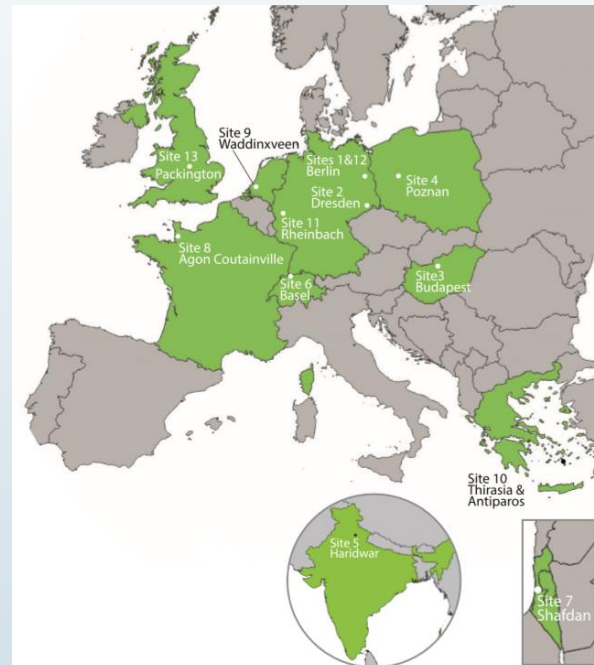 Site 9
Waddinxveen
Site 13
Packington
Sites 1&12
Berlin
Site 2
Dresden
Site 4
Poznan
Site 11
Rheinbach
Site 8
Agon Coutainville
Site 6
Basel
Site3
Budapest
Site 10
Thirasia &
Antiparos
Site 5
Haridwar
Site 7
Shafdan